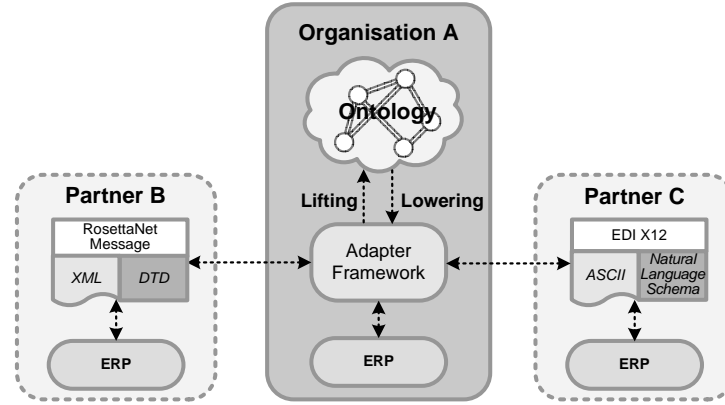 Organisation A
Ontology
Lifting
Lowering
Adapter
Framework
ERP
Partner B
RosettaNet
Message
XML
DTD
ERP
Partner C
EDI X12
ASCII
Natural
Language
Schema
ERP